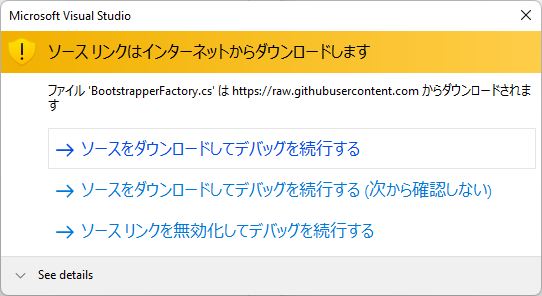 Microsoft Visual Studio
ソース リンクはインターネットからダウンロードします
ファイル 'BootstrapperFactory.cs' は https://raw.githubusercontent.com からダウンロードされま
す
ソースをダウンロードしてデバッグを続行する
ソースをダウンロードしてデバッグを続行する (次から確認しない)
ソース リンクを無効化してデバッグを続行する
See details